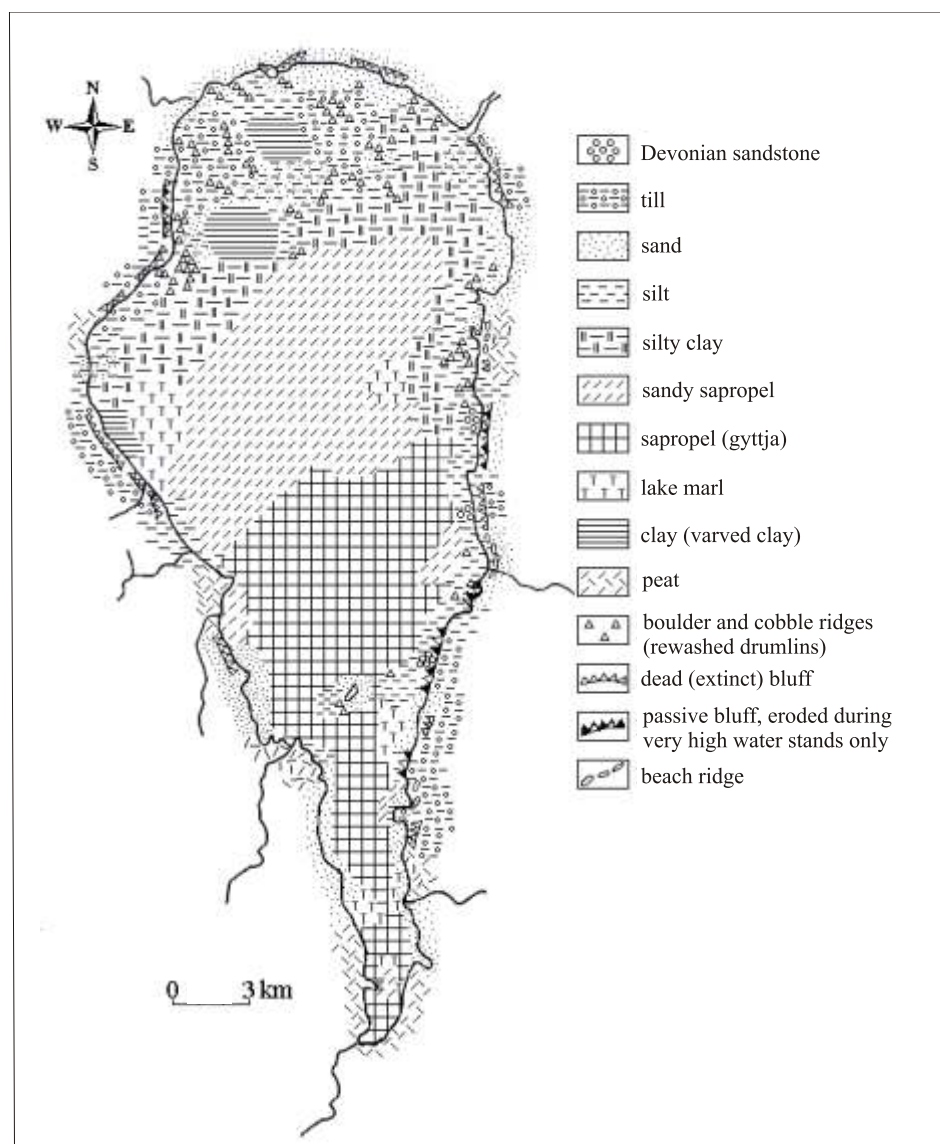 N
W E
S
Devonian sandstone
till
sand
silt
silty clay
sandy sapropel
sapropel (gyttja)
lake marl
clay (varved clay)
peat
boulder and cobble ridges
(rewashed drumlins)
dead (extinct) bluff
passive bluff, eroded during
very high water stands only
beach ridge
0 3 km